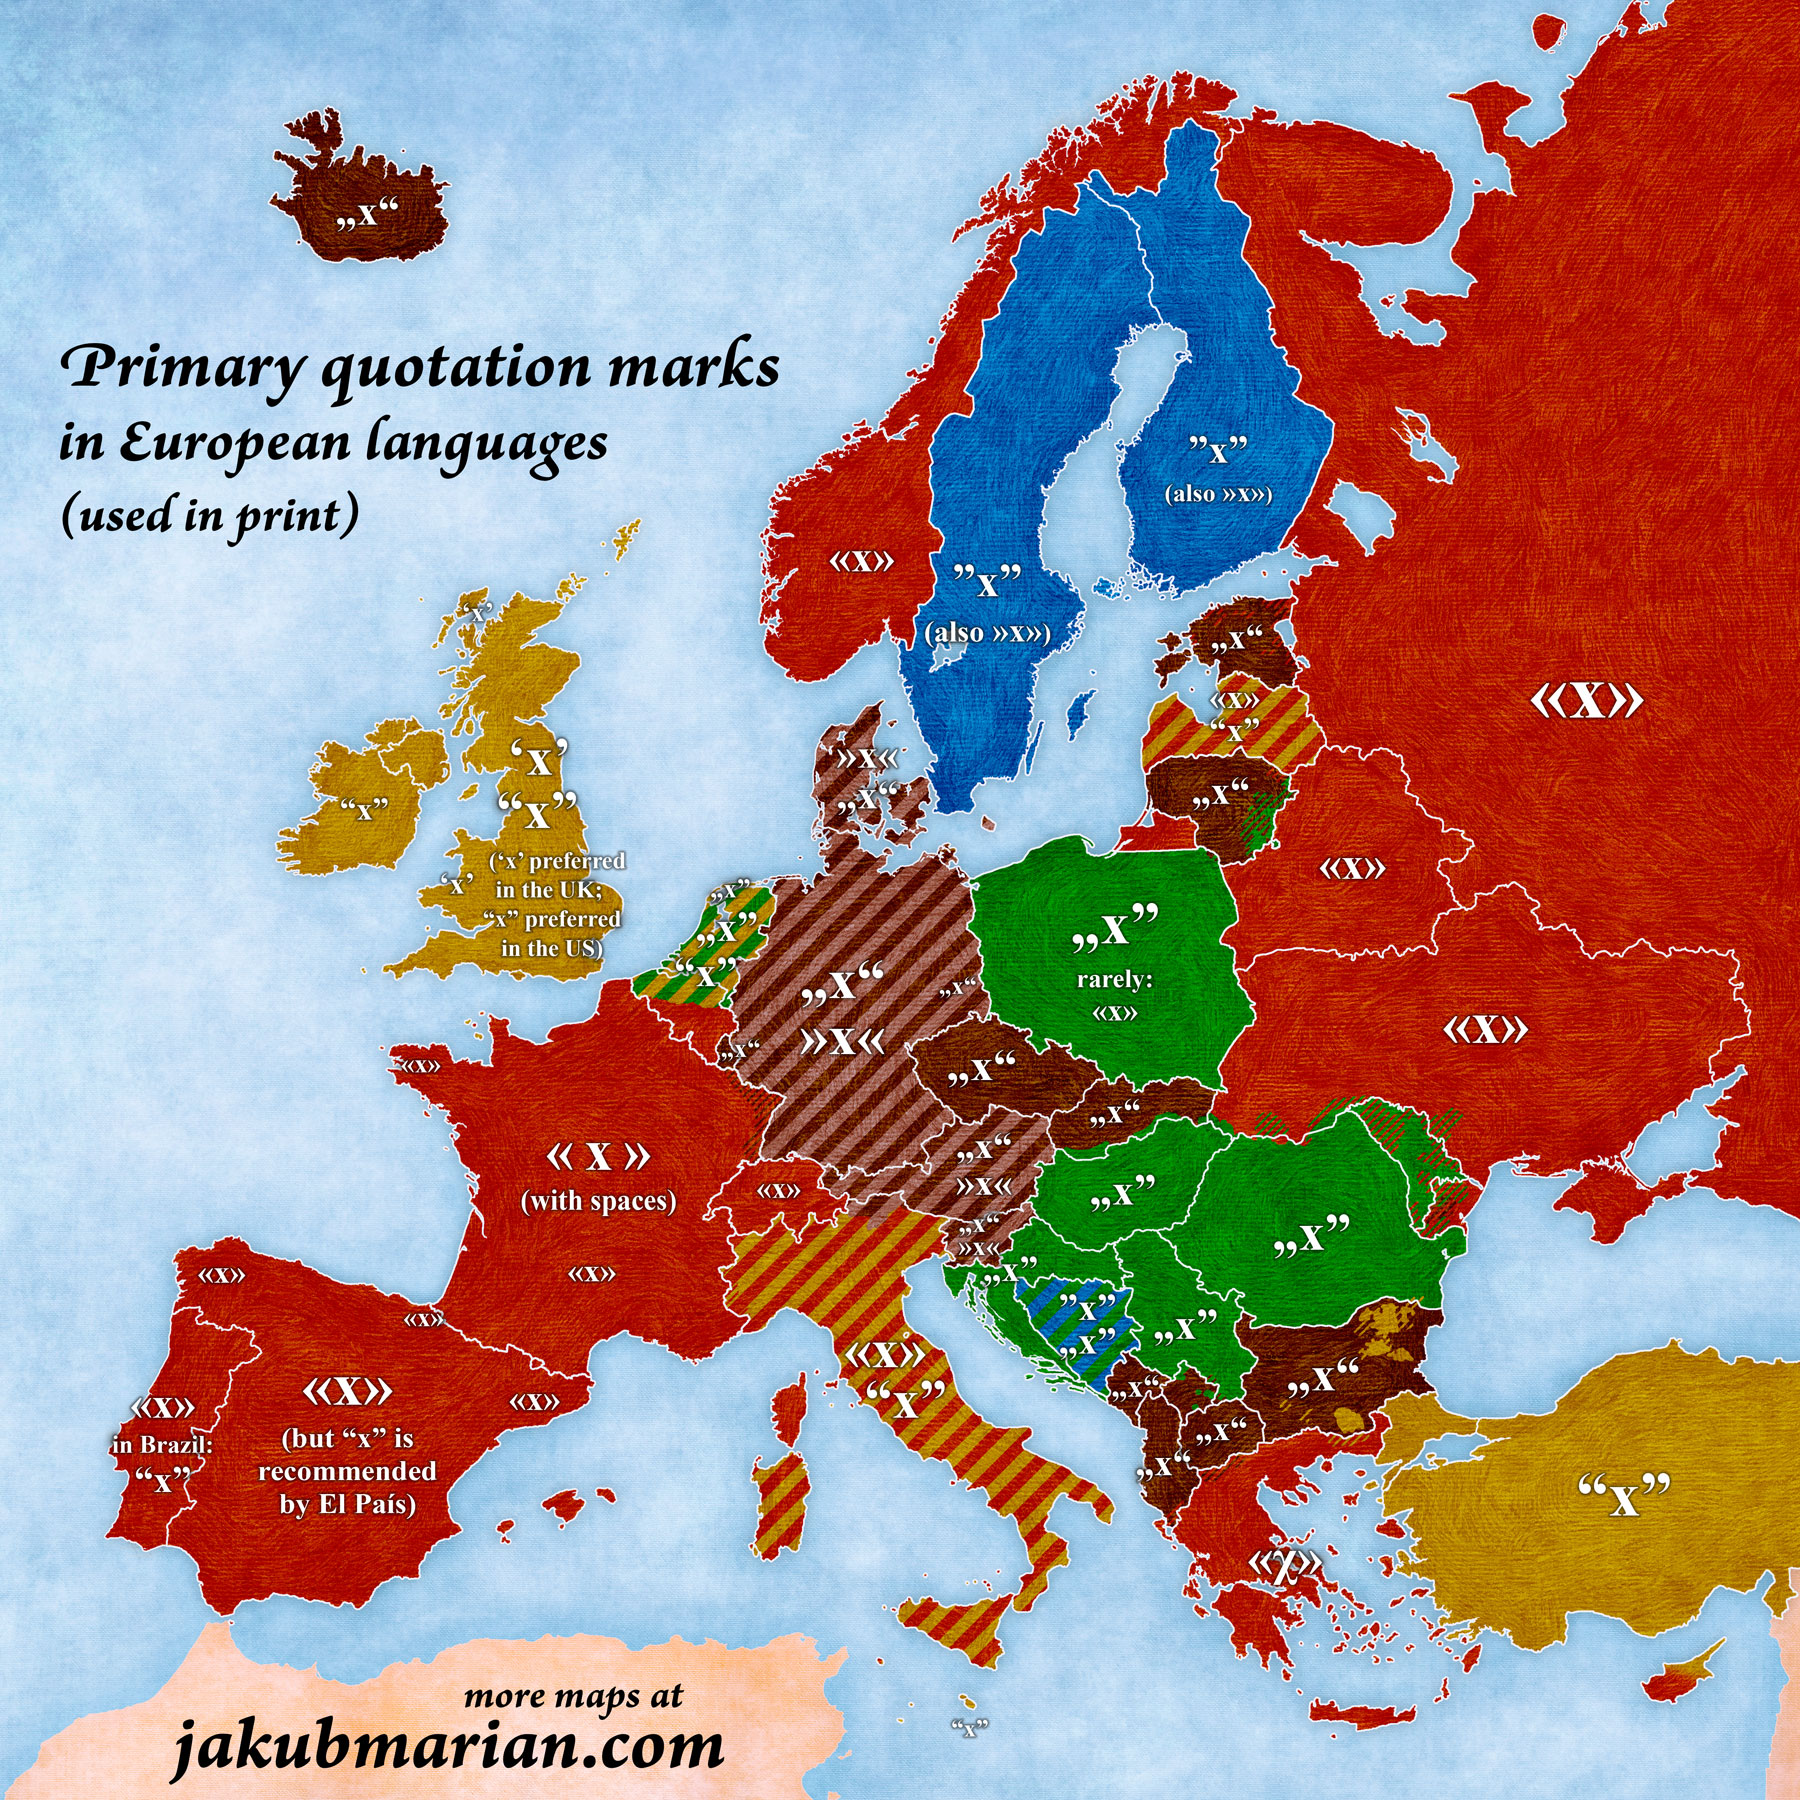 „x“
Primary quotation marks
in European languages
(used in print)
”x”
(also »x»)
«x»
”x”
(also »x»)
‘x’
„x“
«x»
“x”
«x»
‘x’
“x”
“x”
(‘x’ preferred
in the UK;
“x” preferred
in the US)
‘x’
»x«
„x“
„x“
«x»
„x”
„x”
“x”
„x“
»x«
„x“
„x”
rarely:
«x»
«x»
«x»
„x“
„x“
„x“
« x »
(with spaces)
«x»
«x»
„x“
»x«
„x”
„x“
»x«
„x”
«x»
«x»
„x”
”x”
„x”
„x”
«x»
“x”
«x»
in Brazil:
“x”
«x»
(but “x” is
recommended
by El País)
«x»
„x“
„x“
„x“
„x“
“x”
«χ»
“x”
more maps at
jakubmarian.com